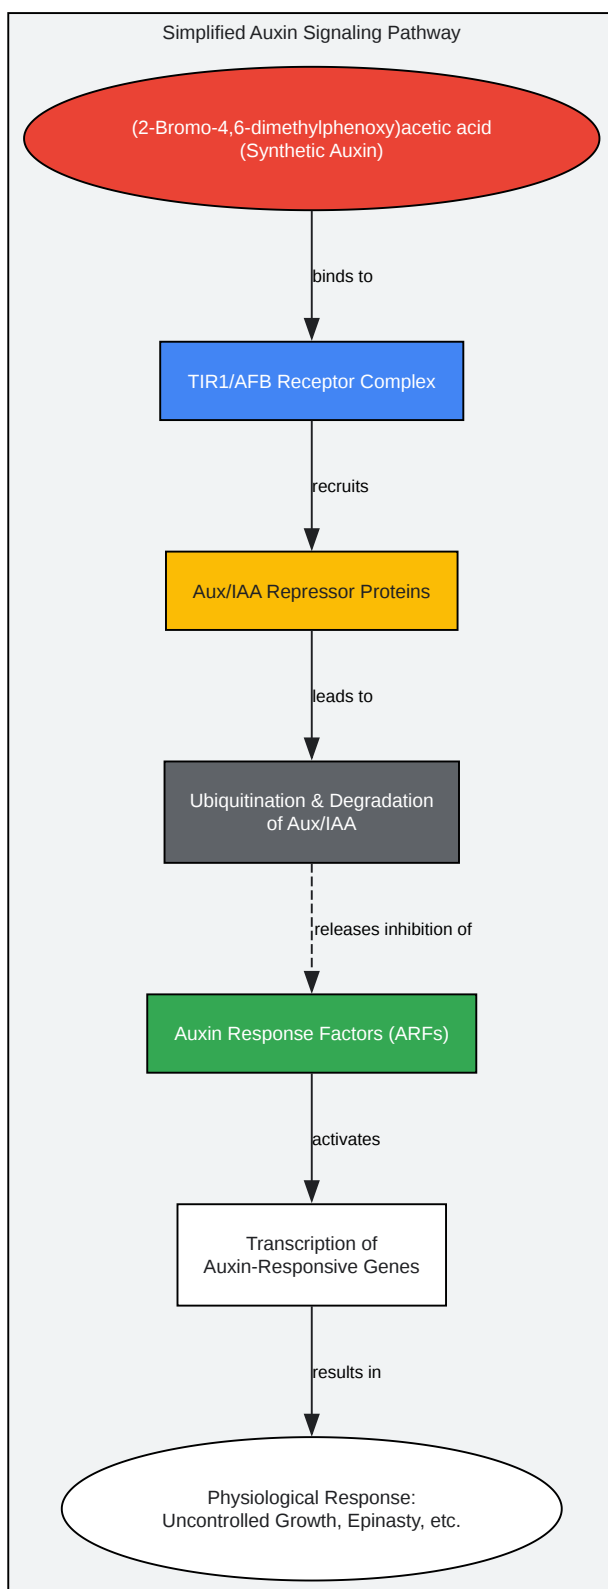 Simplified Auxin Signaling Pathway
(2-Bromo-4,6-dimethylphenoxy)acetic acid
(Synthetic Auxin)
binds to
TIR1/AFB Receptor Complex
recruits
Aux/IAA Repressor Proteins
leads to
Ubiquitination & Degradation
of Aux/IAA
releases inhibition of
Auxin Response Factors (ARFs)
activates
Transcription of
Auxin-Responsive Genes
results in
Physiological Response:
Uncontrolled Growth, Epinasty, etc.